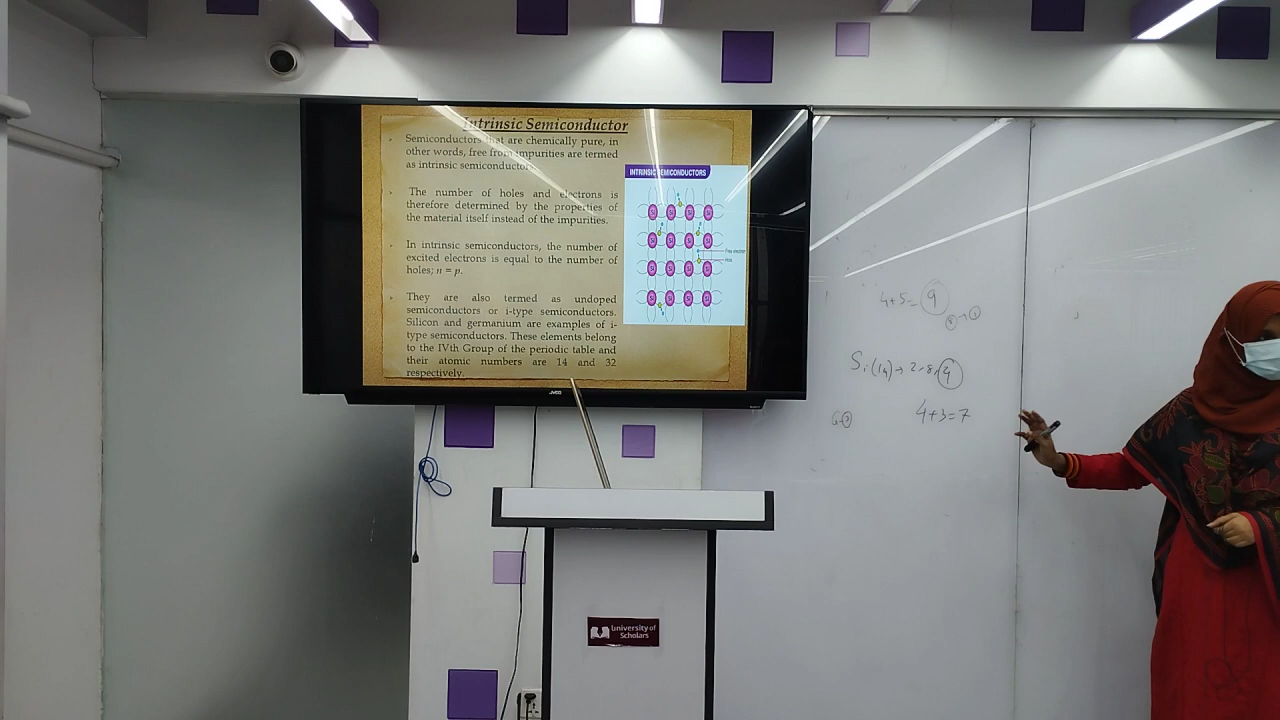 Intrinsic Semiconductor
Semiconductors that are chemically pure, in
other words, free from impurities are termed
as intrinsic semiconductor
The number of holes and electrons is
therefore determined by the properties of
the material itself instead of the impurities.
In intrinsic semiconductors, the number of
excited electrons is equal to the number of
holes; n = p.
They are also termed as undoped
semiconductors or i-type semiconductors.
Silicon and germanium are examples of i-
type semiconductors. These elements belong
to the IVth Group of the periodic table and
their atomic numbers are 14 and 32
respectively.
INTRINSIC SEMICONDUCTORS
Free electron
Hole
JVCO
4+5=9
Si(14)→2-8,4
4+3=7
University of
Scholars